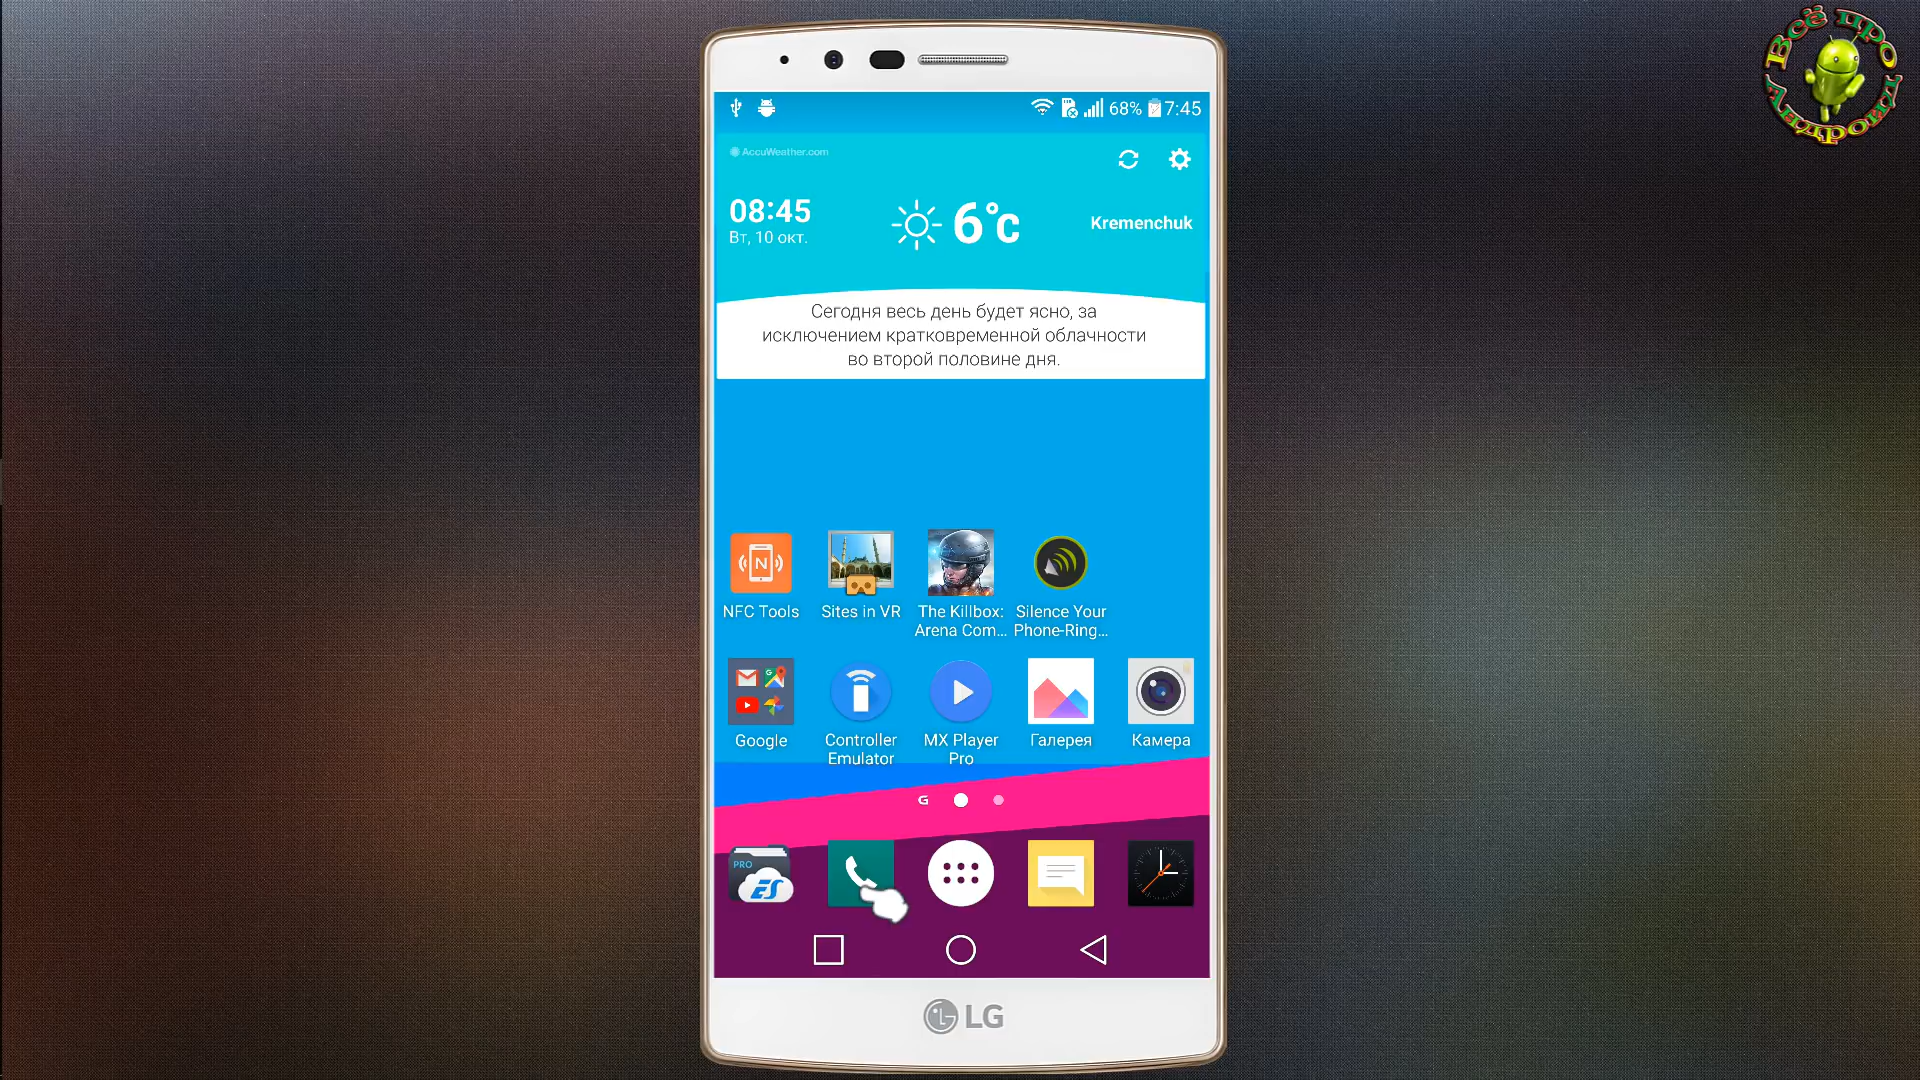 Всё про Андроид
68% 7:45
AccuWeather.com
08:45
Вт, 10 окт.
6°c
Kremenchuk
Сегодня весь день будет ясно, за
исключением кратковременной облачности
во второй половине дня.
N
NFC Tools
Sites in VR
The Killbox:
Arena Com...
Silence Your
Phone-Ring...
Google
Controller
Emulator
MX Player
Pro
Галерея
Камера
G
PRO
ES
LG